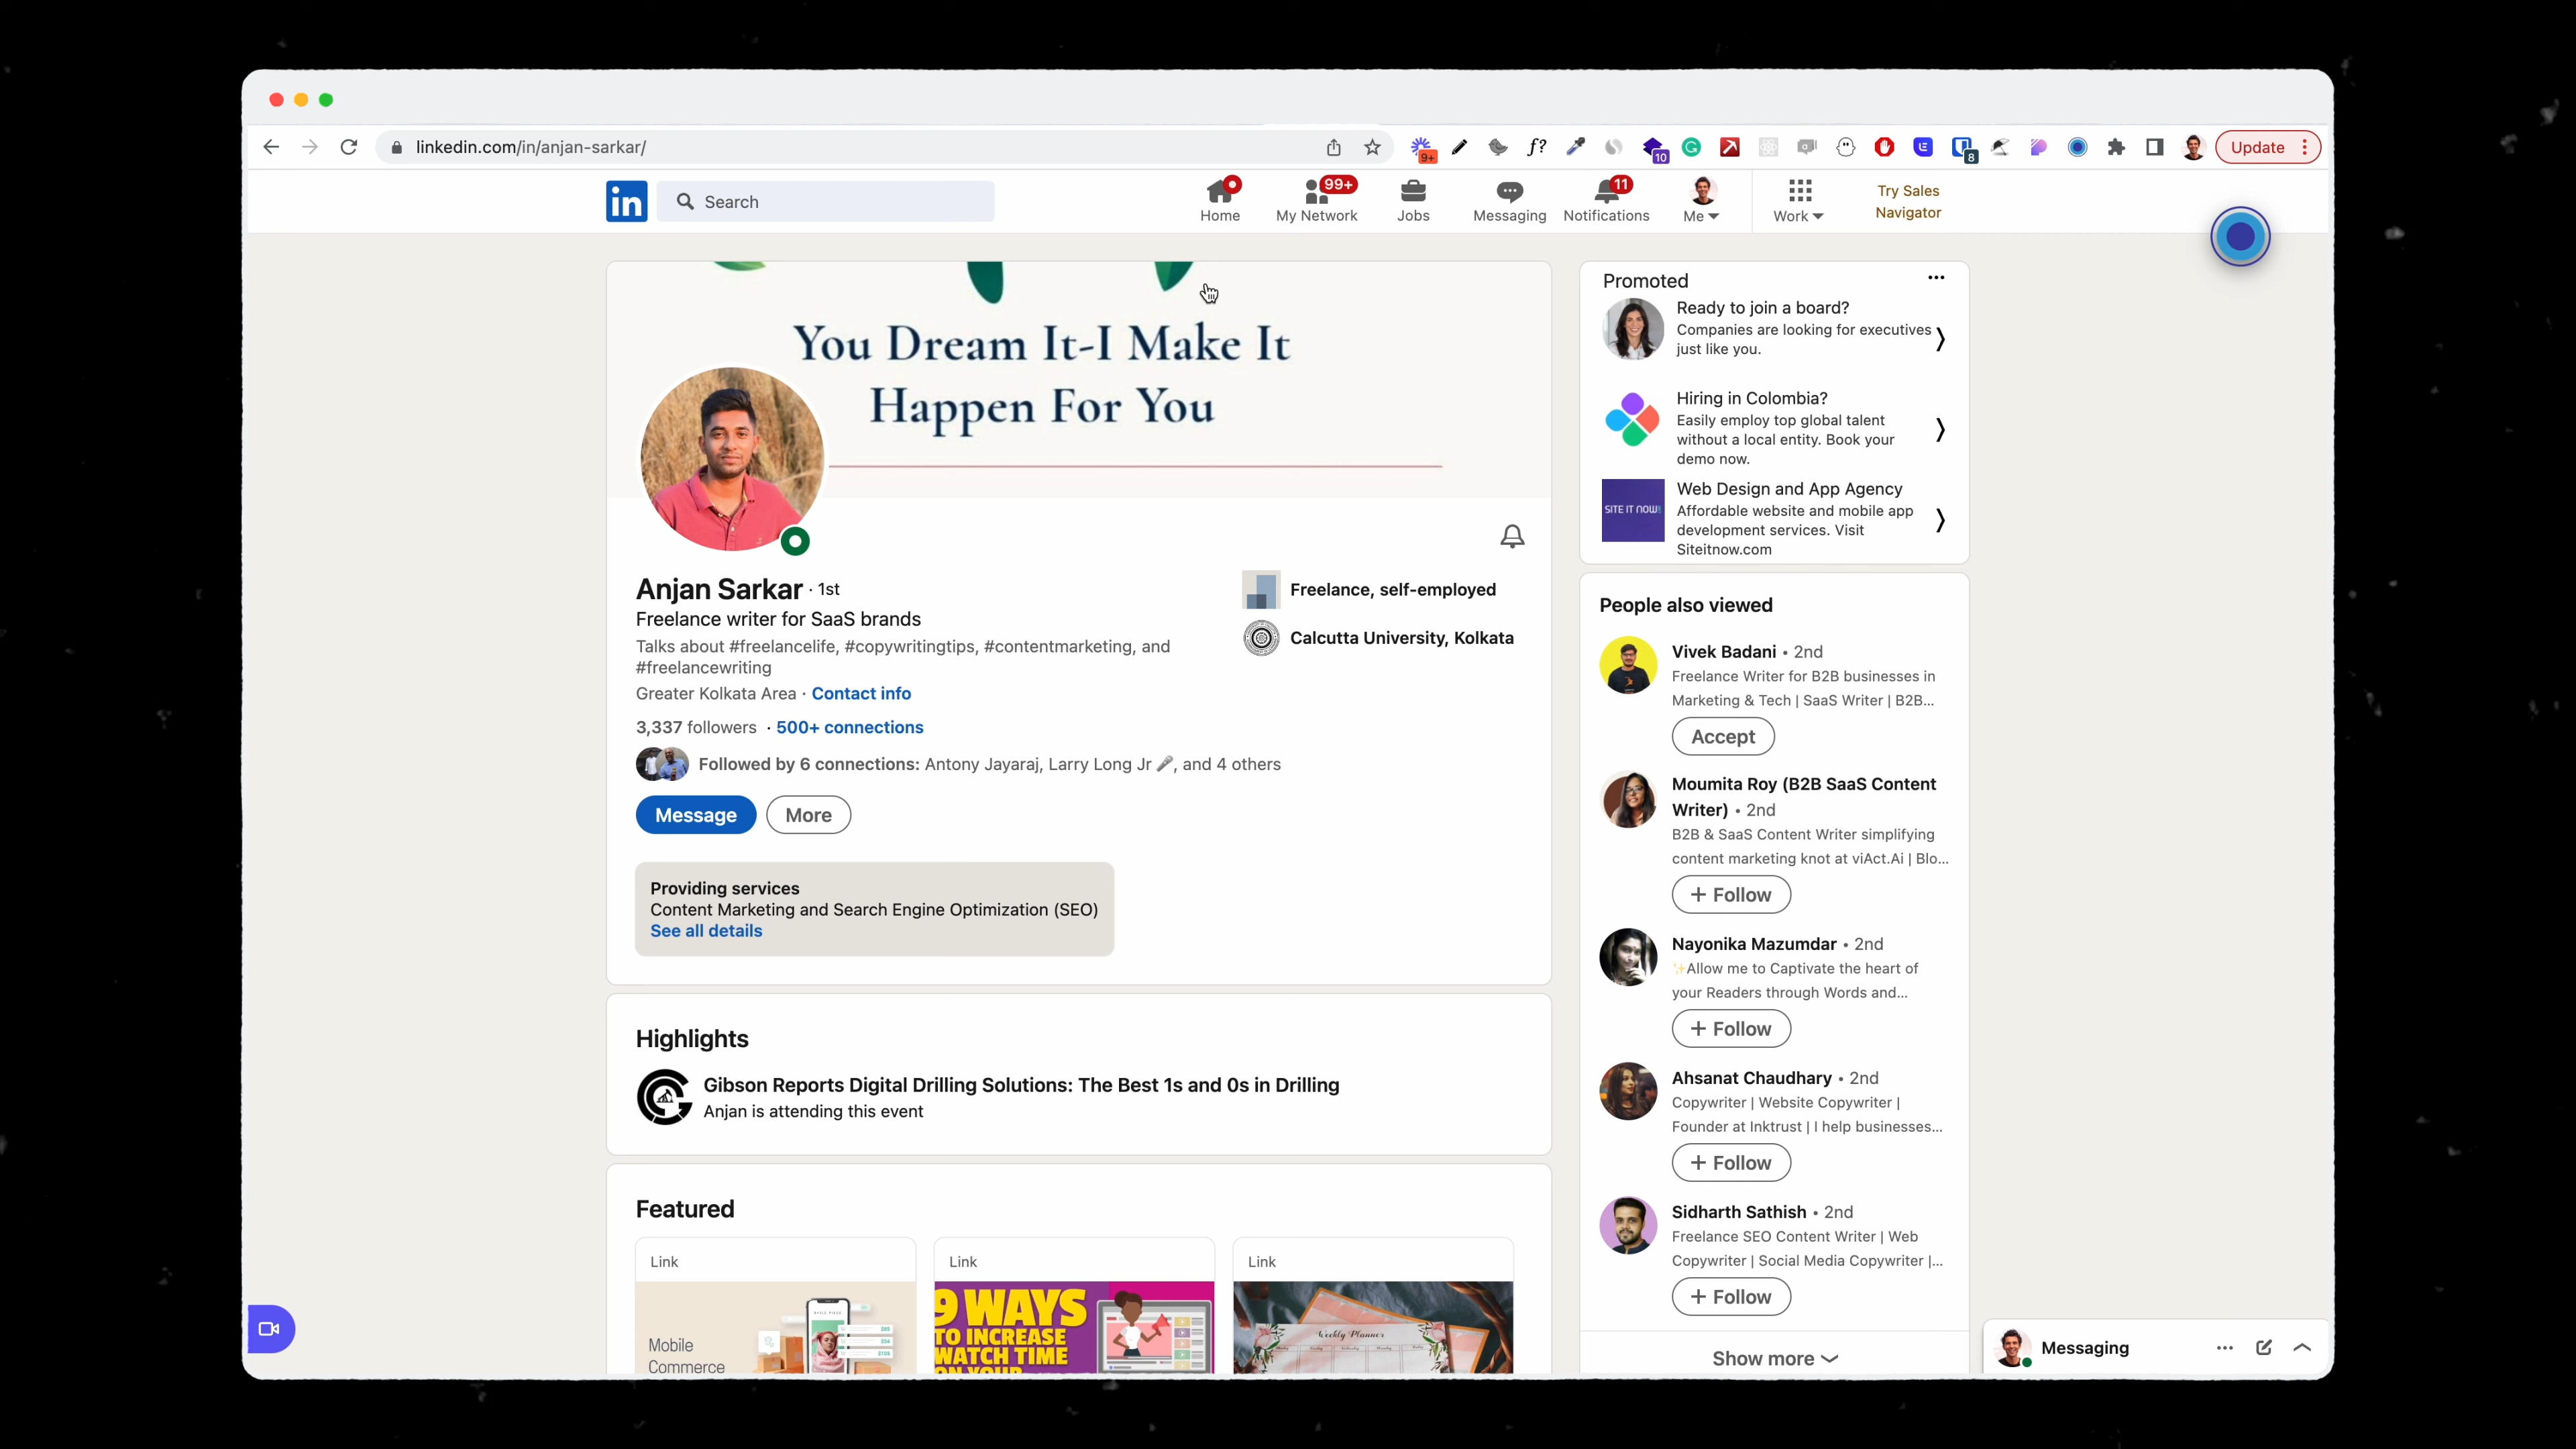 linkedin.com/in/anjan-sarkar/
9+
f?
10
8
Update
in
Search
Home
99+
My Network
Jobs
Messaging
11
Notifications
Me
Work
Try Sales
Navigator
You Dream It-I Make It
Happen For You
Anjan Sarkar · 1st
Freelance writer for SaaS brands
Talks about #freelancelife, #copywritingtips, #contentmarketing, and
#freelancewriting
Greater Kolkata Area · Contact info
3,337 followers · 500+ connections
Followed by 6 connections: Antony Jayaraj, Larry Long Jr 🎤, and 4 others
Message
More
Freelance, self-employed
Calcutta University, Kolkata
Providing services
Content Marketing and Search Engine Optimization (SEO)
See all details
Highlights
Gibson Reports Digital Drilling Solutions: The Best 1s and 0s in Drilling
Anjan is attending this event
Featured
Link
Mobile
Commerce
Link
9 WAYS
TO INCREASE
WATCH TIME
ON YOUR
Link
Weekly Planner
Promoted
Ready to join a board?
Companies are looking for executives
just like you.
Hiring in Colombia?
Easily employ top global talent
without a local entity. Book your
demo now.
SITE IT NOW!
Web Design and App Agency
Affordable website and mobile app
development services. Visit
Siteitnow.com
People also viewed
Vivek Badani • 2nd
Freelance Writer for B2B businesses in
Marketing & Tech | SaaS Writer | B2B...
Accept
Moumita Roy (B2B SaaS Content
Writer) • 2nd
B2B & SaaS Content Writer simplifying
content marketing knot at viAct.Ai | Blo...
+ Follow
Nayonika Mazumdar • 2nd
✨Allow me to Captivate the heart of
your Readers through Words and...
+ Follow
Ahsanat Chaudhary • 2nd
Copywriter | Website Copywriter |
Founder at Inktrust | I help businesses...
+ Follow
Sidharth Sathish • 2nd
Freelance SEO Content Writer | Web
Copywriter | Social Media Copywriter |...
+ Follow
Show more
Messaging